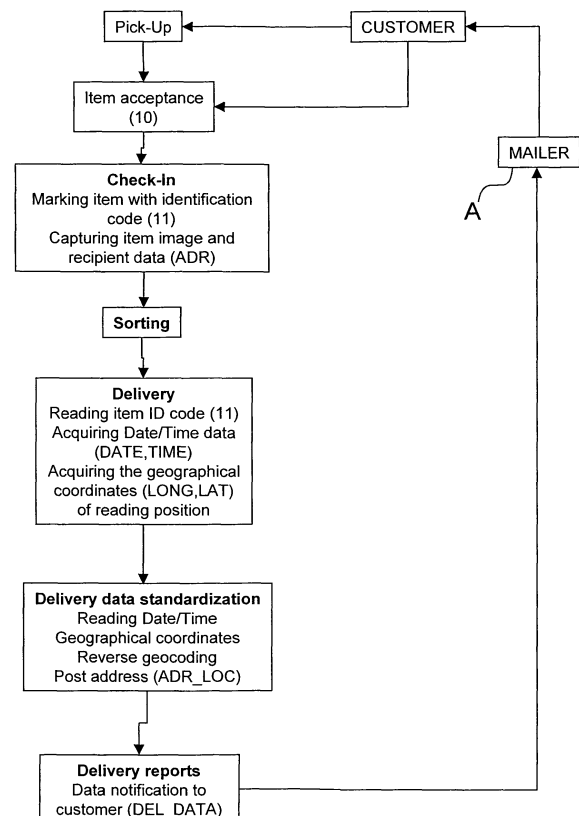 Pick-Up
CUSTOMER
Item acceptance
(10)
MAILER
A
Check-In
Marking item with identification
code (11)
Capturing item image and
recipient data (ADR)
Sorting
Delivery
Reading item ID code (11)
Acquiring Date/Time data
(DATE,TIME)
Acquiring the geographical
coordinates (LONG,LAT)
of reading position
Delivery data standardization
Reading Date/Time
Geographical coordinates
Reverse geocoding
Post address (ADR_LOC)
Delivery reports
Data notification to
customer (DEL_DATA)